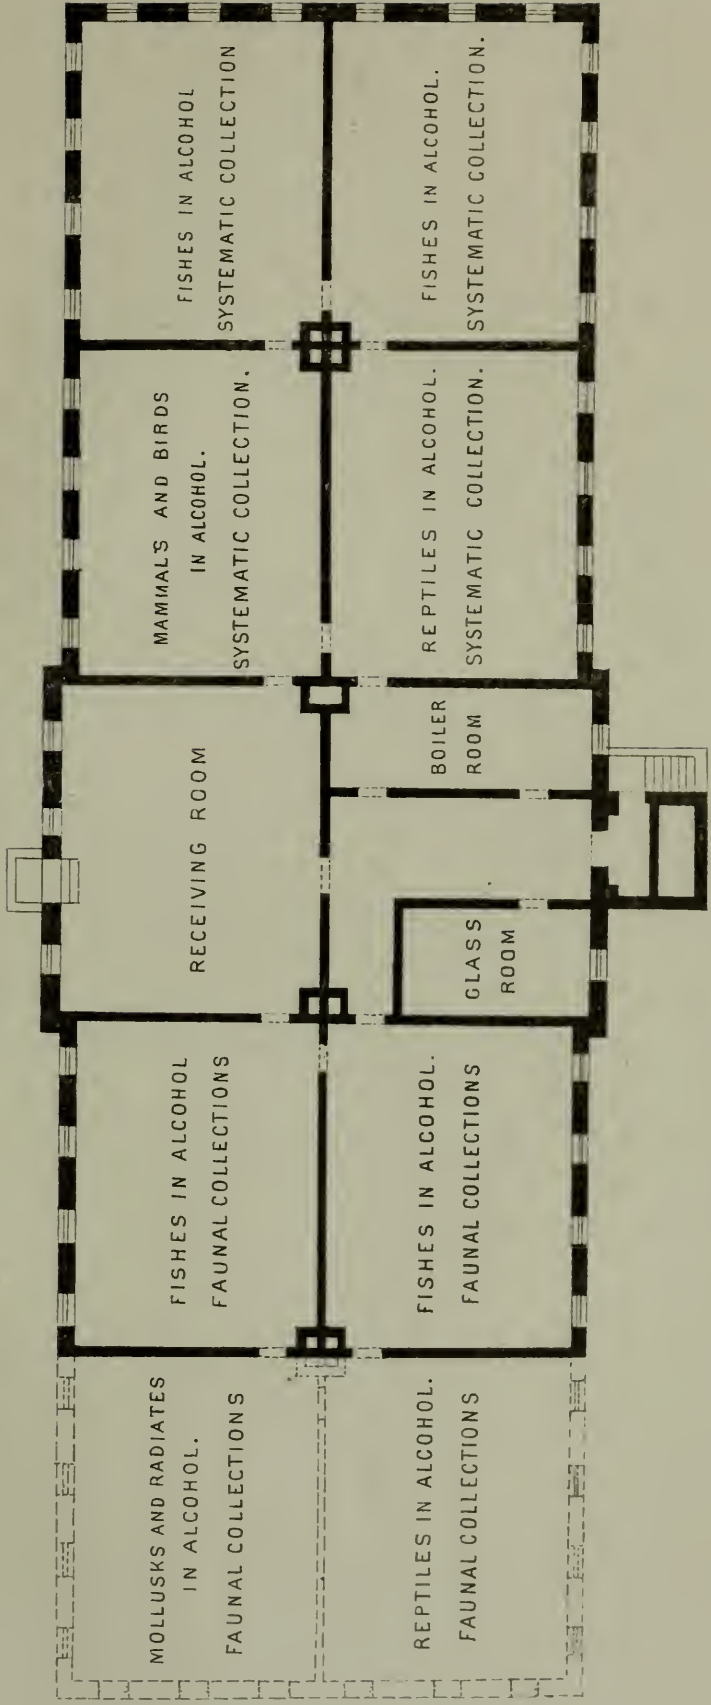 FISHES IN ALCOHOL
SYSTEMATIC COLLECTION
FISHES IN ALCOHOL.
SYSTEMATIC COLLECTION.
MAMMALS AND BIRDS
IN ALCOHOL.
SYSTEMATIC COLLECTION.
REPTILES IN ALCOHOL.
SYSTEMATIC COLLECTION.
RECEIVING ROOM
BOILER
ROOM
GLASS
ROOM
FISHES IN ALCOHOL
FAUNAL COLLECTIONS
FISHES IN ALCOHOL.
FAUNAL COLLECTIONS
MOLLUSKS AND RADIATES
IN ALCOHOL.
FAUNAL COLLECTIONS
REPTILES IN ALCOHOL.
FAUNAL COLLECTIONS